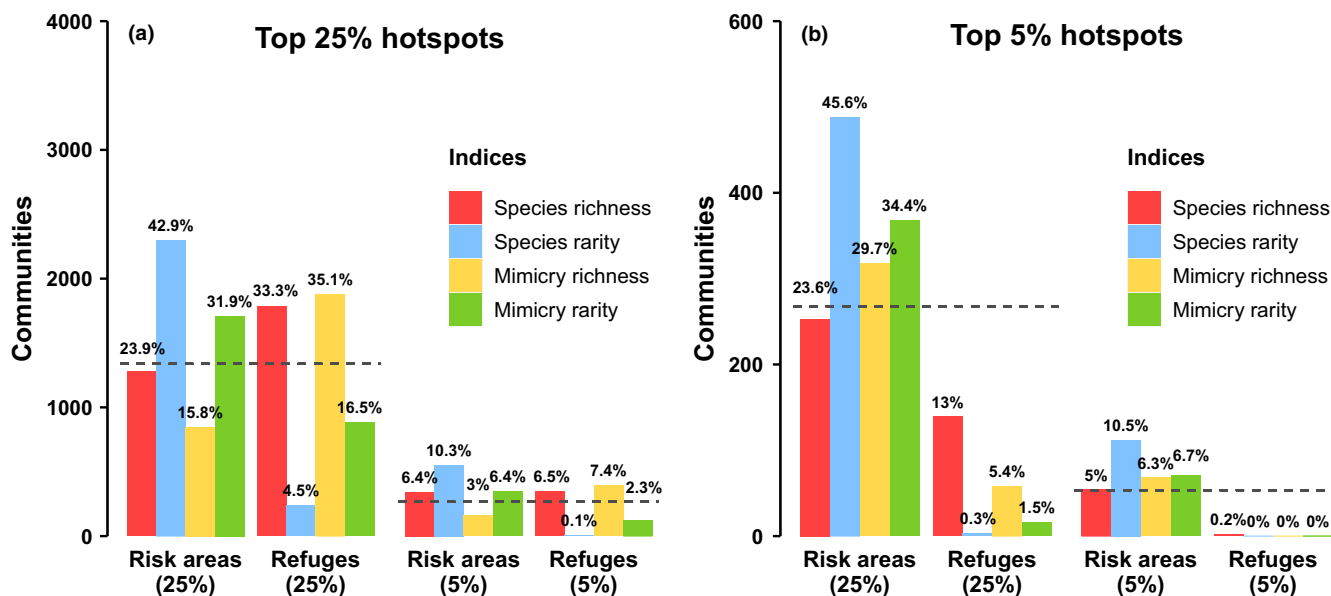 (a)
Top 25% hotspots
Communities
4000
3000
2000
1000
0
Indices
Species richness
Species rarity
Mimicry richness
Mimicry rarity
23.9%
42.9%
15.8%
31.9%
33.3%
4.5%
35.1%
16.5%
6.4%
10.3%
3%
6.4%
6.5%
0.1%
7.4%
2.3%
Risk areas
(25%)
Refuges
(25%)
Risk areas
(5%)
Refuges
(5%)
(b)
Top 5% hotspots
Communities
600
400
200
0
Indices
Species richness
Species rarity
Mimicry richness
Mimicry rarity
23.6%
45.6%
29.7%
34.4%
13%
0.3%
5.4%
1.5%
5%
10.5%
6.3%
6.7%
0.2%
0%
0%
0%
Risk areas
(25%)
Refuges
(25%)
Risk areas
(5%)
Refuges
(5%)